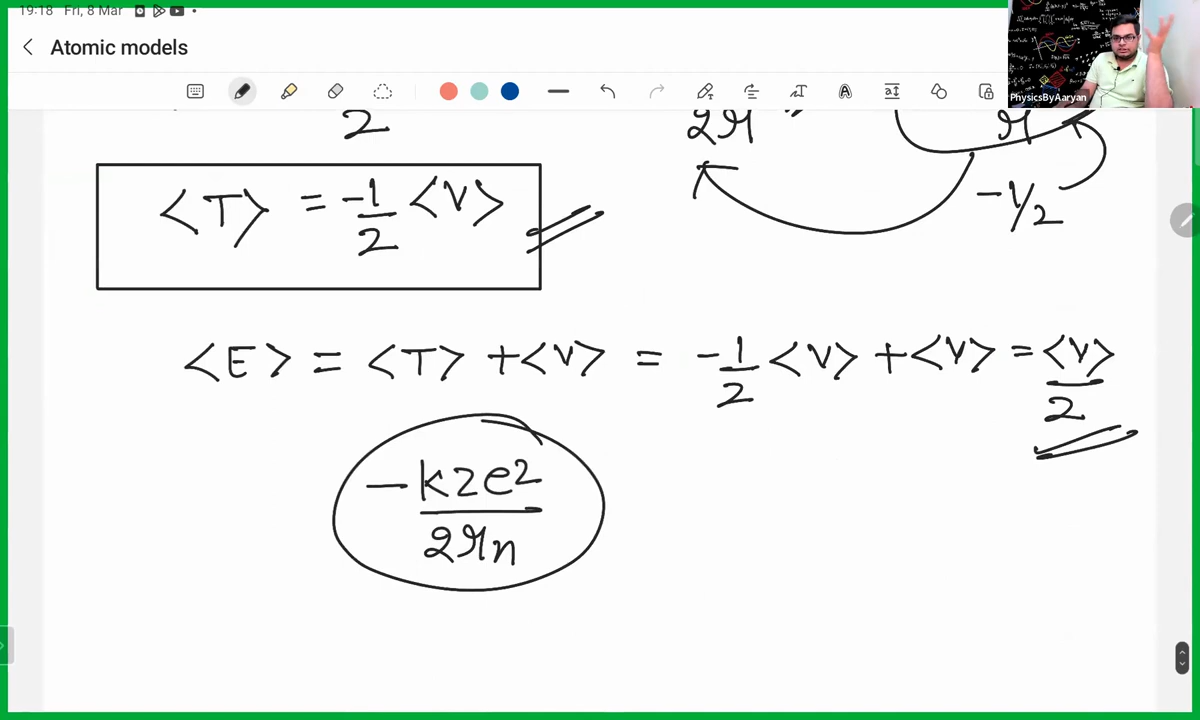 19:18 Fri, 8 Mar
Atomic models
PhysicsByAaryan
2
2r
r
<T> = -1/2 <V>
-1/2
<E> = <T> + <V> = -1/2 <V> + <V> = <V>/2
-kze²/2rn